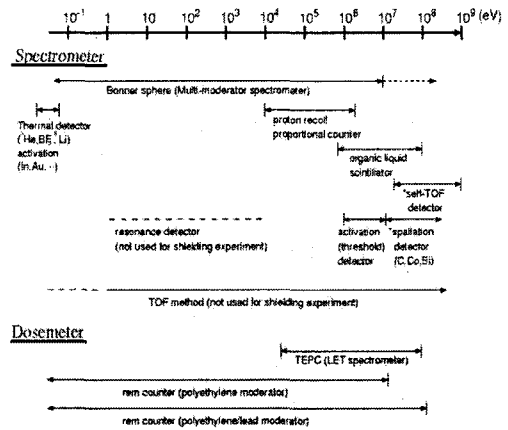 10⁻¹ 1 10 10² 10³ 10⁴ 10⁵ 10⁶ 10⁷ 10⁸ 10⁹ (eV)
Spectrometer
Bonner sphere (Multi-moderator spectrometer)
Thermal detector
(³He,BF₃,⁶Li)
activation
(In,Au,···)
proton recoil
proportional counter
organic liquid
scintillator
*self-TOF
detector
resonance detector
(not used for shielding experiment)
activation
(threshold)
detector
*spallation
detector
(C,Co,Bi)
TOF method (not used for shielding experiment)
Dosemeter
TEPC (LET spectrometer)
rem counter (polyethylene moderator)
rem counter (polyethylene/lead moderator)